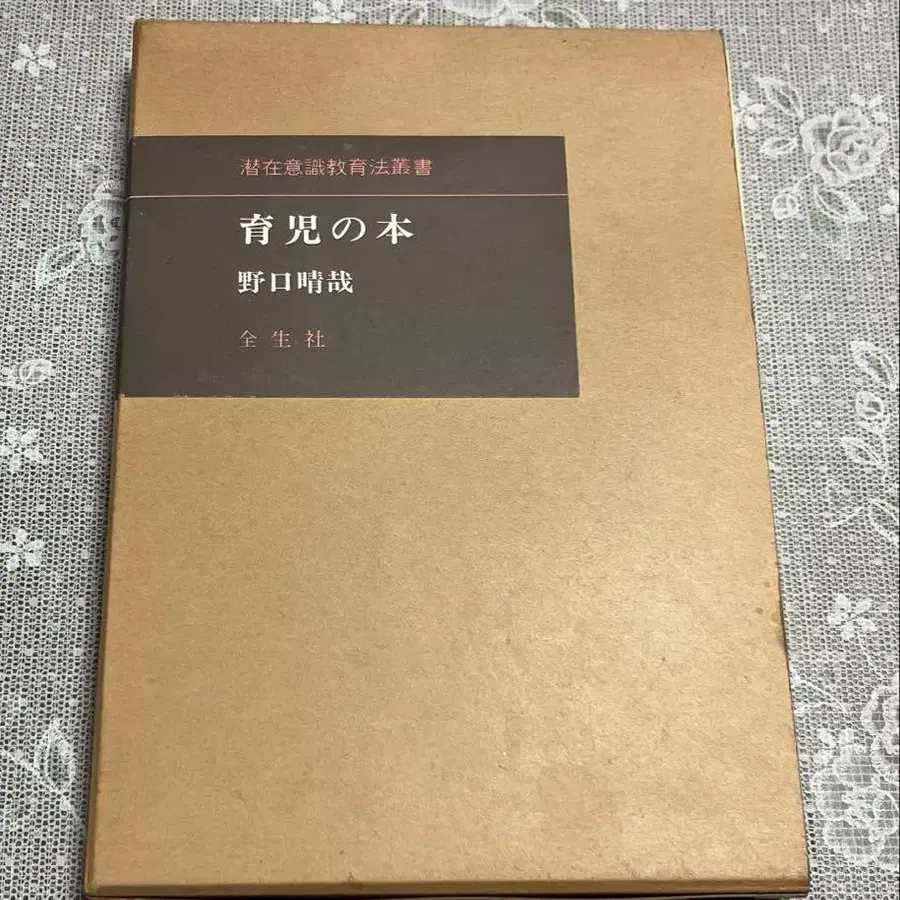 潜在意識教育法叢書
育児の本
野口晴哉
全生社